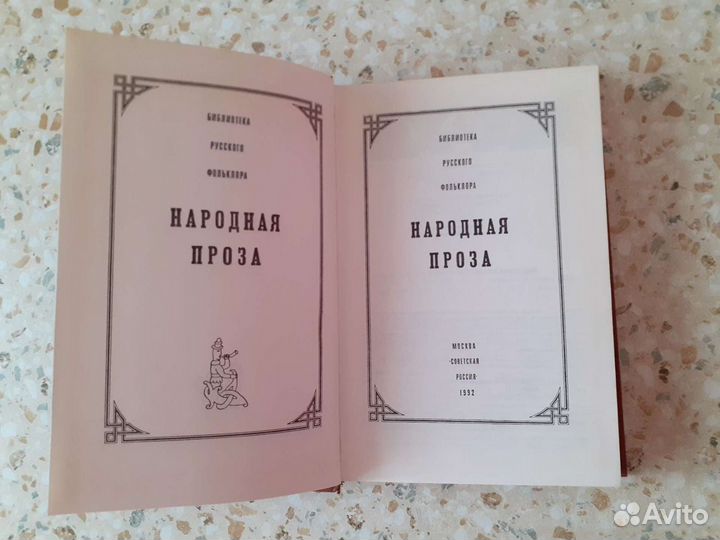 БИБЛИОТЕКА
РУССКОГО
ФОЛЬКЛОРА
НАРОДНАЯ
ПРОЗА
БИБЛИОТЕКА
РУССКОГО
ФОЛЬКЛОРА
НАРОДНАЯ
ПРОЗА
МОСКВА
«СОВЕТСКАЯ
РОССИЯ»
1992
Avito